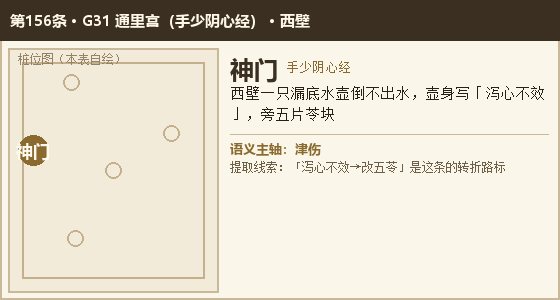 第156条・G31 通里宫（手少阴心经）・西壁
桩位图（本表自绘）
神门
神门 手少阴心经
西壁一只漏底水壶倒不出水，壶身写「泻心不效
」，旁五片苓块
语义主轴：津伤
提取线索：「泻心不效→改五苓」是这条的转折路标